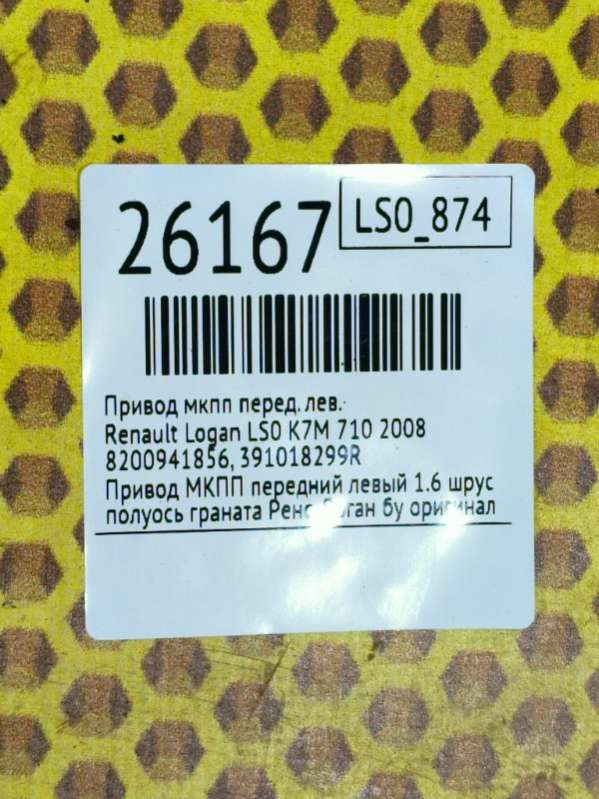 26167
LS0_874
Привод мкпп перед. лев.
Renault Logan LS0 K7M 710 2008
8200941856, 391018299R
Привод МКПП передний левый 1.6 шрус
полуось граната бу оригинал